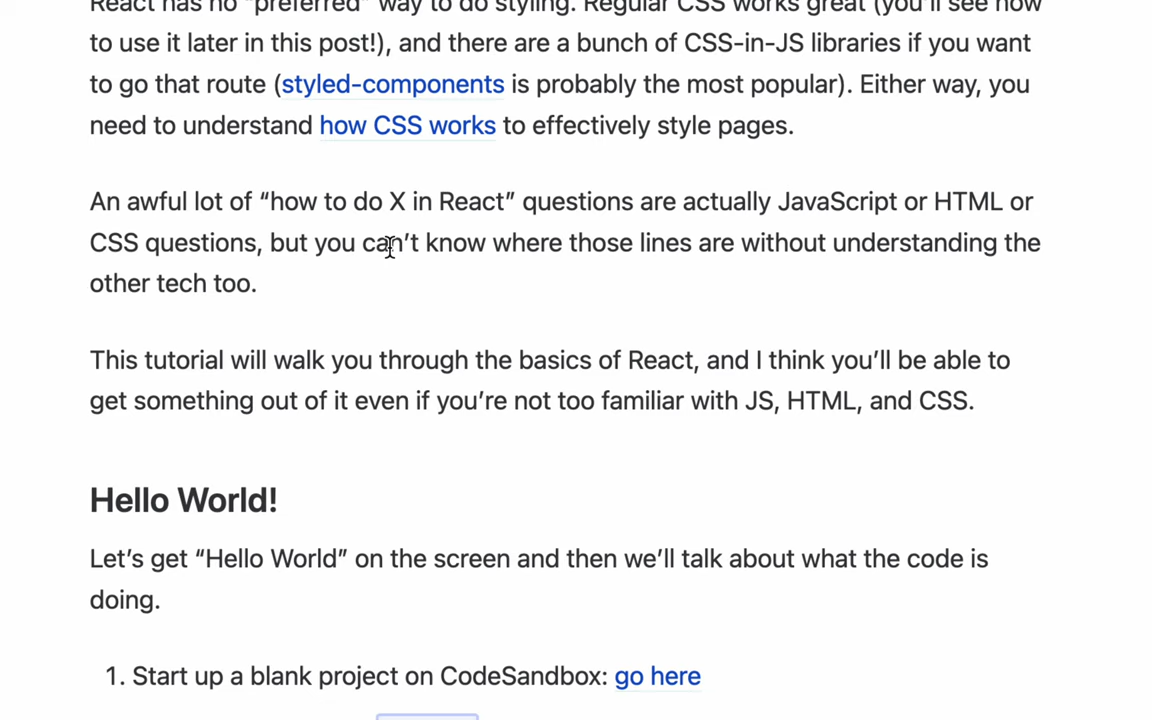 React has no “preferred” way to do styling. Regular CSS works great (you’ll see how
to use it later in this post!), and there are a bunch of CSS-in-JS libraries if you want
to go that route (styled-components is probably the most popular). Either way, you
need to understand how CSS works to effectively style pages.
An awful lot of “how to do X in React” questions are actually JavaScript or HTML or
CSS questions, but you can’t know where those lines are without understanding the
other tech too.
This tutorial will walk you through the basics of React, and I think you’ll be able to
get something out of it even if you’re not too familiar with JS, HTML, and CSS.
Hello World!
Let’s get “Hello World” on the screen and then we’ll talk about what the code is
doing.
1. Start up a blank project on CodeSandbox: go here